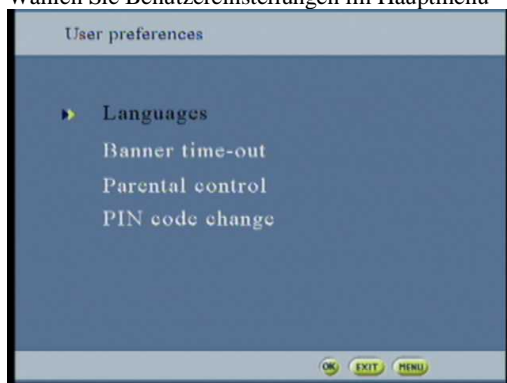 Wählen Sie Benutzereinstellungen im Hauptmenü
User preferences
Languages
Banner time-out
Parental control
PIN code change
OK EXIT MENU